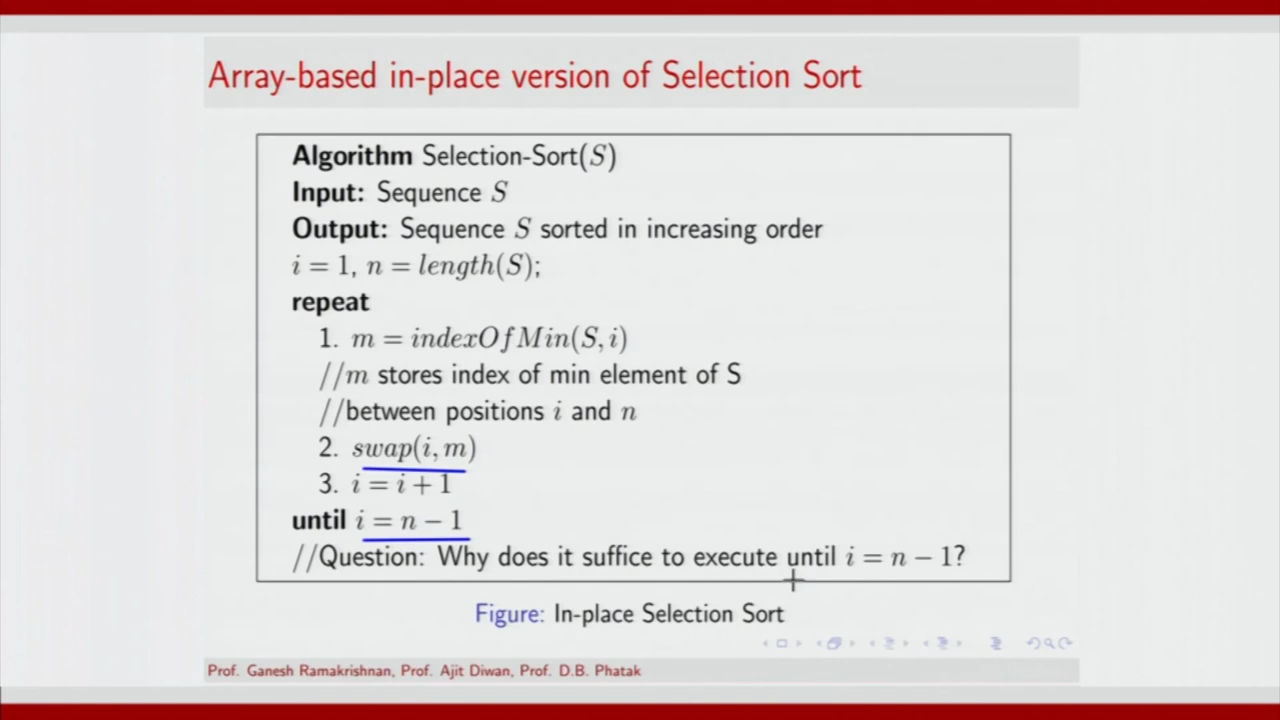 Array-based in-place version of Selection Sort
Algorithm Selection-Sort(S)
Input: Sequence S
Output: Sequence S sorted in increasing order
i = 1, n = length(S);
repeat
1. m = indexOfMin(S, i)
//m stores index of min element of S
//between positions i and n
2. swap(i, m)
3. i = i + 1
until i = n − 1
//Question: Why does it suffice to execute until i = n − 1?
Figure: In-place Selection Sort
Prof. Ganesh Ramakrishnan, Prof. Ajit Diwan, Prof. D.B. Phatak